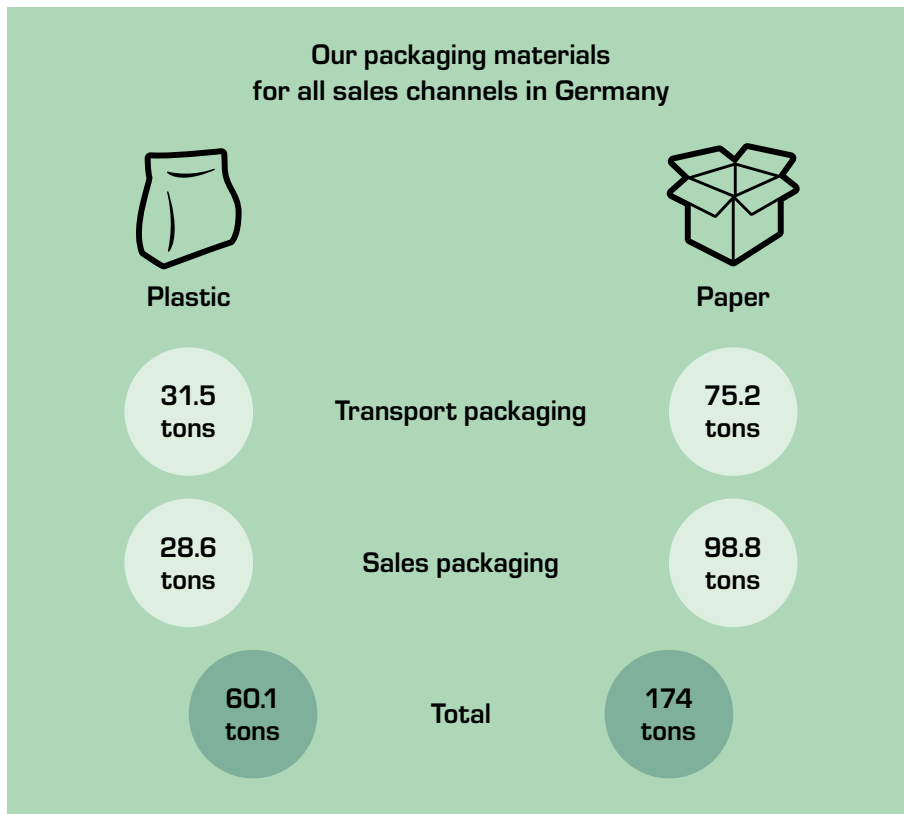 Our packaging materials
for all sales channels in Germany
Plastic
Paper
31.5
tons
Transport packaging
75.2
tons
28.6
tons
Sales packaging
98.8
tons
60.1
tons
Total
174
tons